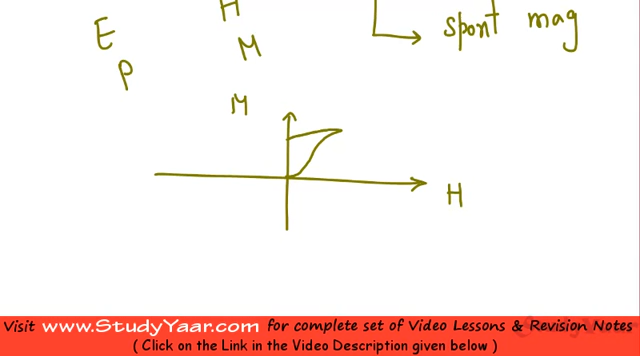 H
E
M
spont mag
P
M
H
Visit www.StudyYaar.com for complete set of Video Lessons & Revision Notes
( Click on the Link in the Video Description given below )